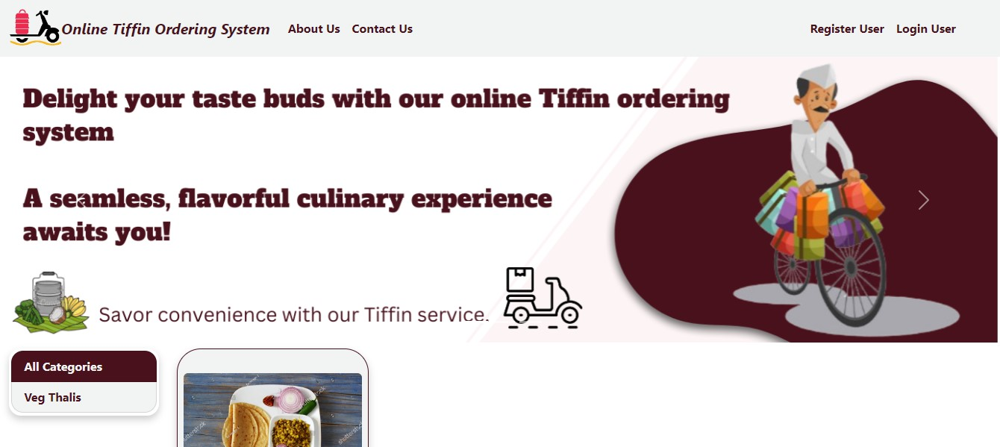 Online Tiffin Ordering System
About Us
Contact Us
Register User
Login User
Delight your taste buds with our online Tiffin ordering
system
A seamless, flavorful culinary experience
awaits you!
Savor convenience with our Tiffin service.
All Categories
Veg Thalis
shutterstock